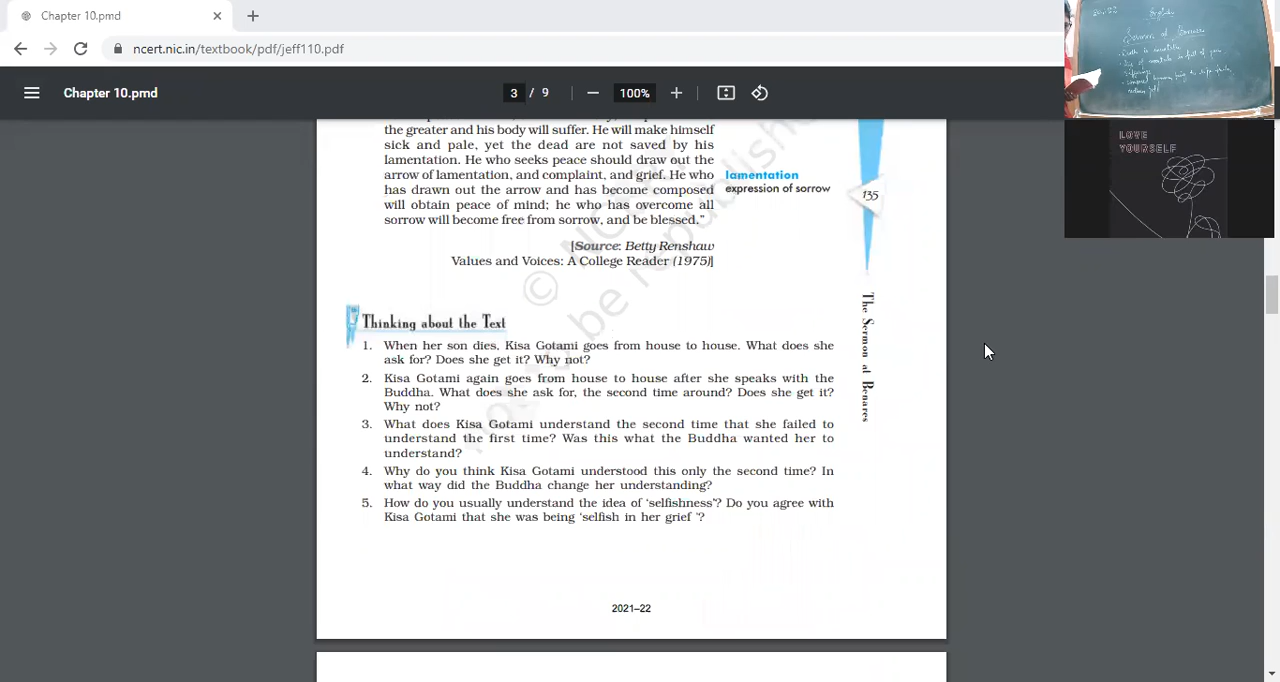 Chapter 10.pmd
ncert.nic.in/textbook/pdf/jeff110.pdf
Chapter 10.pmd
3 / 9
100%
the greater and his body will suffer. He will make himself
sick and pale, yet the dead are not saved by his
lamentation. He who seeks peace should draw out the
arrow of lamentation, and complaint, and grief. He who
has drawn out the arrow and has become composed
will obtain peace of mind; he who has overcome all
sorrow will become free from sorrow, and be blessed."
lamentation
expression of sorrow
135
[Source: Betty Renshaw
Values and Voices: A College Reader (1975)]
The Sermon at Benares
Thinking about the Text
1. When her son dies, Kisa Gotami goes from house to house. What does she
ask for? Does she get it? Why not?
2. Kisa Gotami again goes from house to house after she speaks with the
Buddha. What does she ask for, the second time around? Does she get it?
Why not?
3. What does Kisa Gotami understand the second time that she failed to
understand the first time? Was this what the Buddha wanted her to
understand?
4. Why do you think Kisa Gotami understood this only the second time? In
what way did the Buddha change her understanding?
5. How do you usually understand the idea of 'selfishness'? Do you agree with
Kisa Gotami that she was being 'selfish in her grief '?
2021–22
English
Sermon at Benares
LOVE
YOURSELF